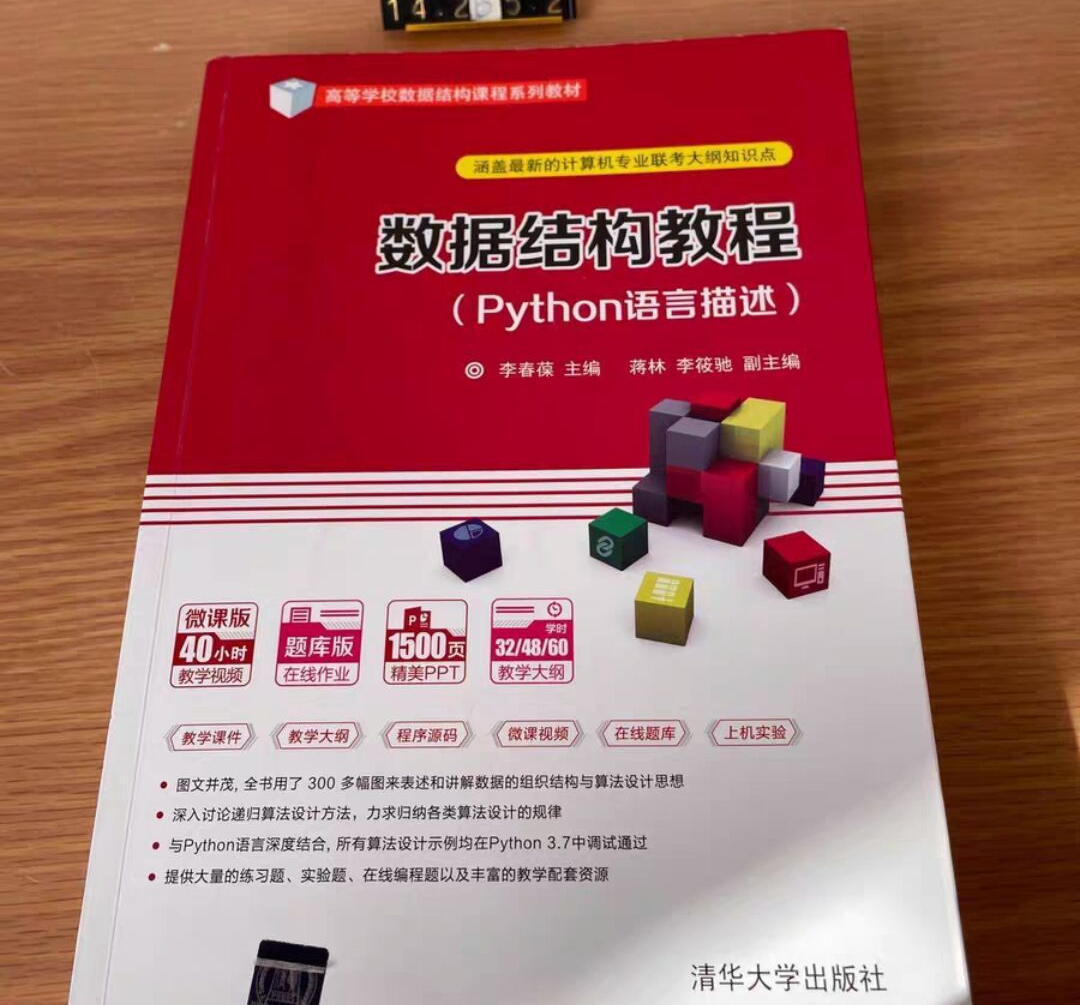 14.2
5.2
高等学校数据结构课程系列教材
涵盖最新的计算机专业联考大纲知识点
数据结构教程
（Python语言描述）
◎ 李春葆 主编 蒋林 李筱驰 副主编
微课版
40小时
教学视频
题库版
在线作业
P
1500页
精美PPT
学时
32/48/60
教学大纲
教学课件
教学大纲
程序源码
微课视频
在线题库
上机实验
• 图文并茂, 全书用了 300 多幅图来表述和讲解数据的组织结构与算法设计思想
• 深入讨论递归算法设计方法，力求归纳各类算法设计的规律
• 与Python语言深度结合, 所有算法设计示例均在Python 3.7中调试通过
• 提供大量的练习题、实验题、在线编程题以及丰富的教学配套资源
清华大学出版社